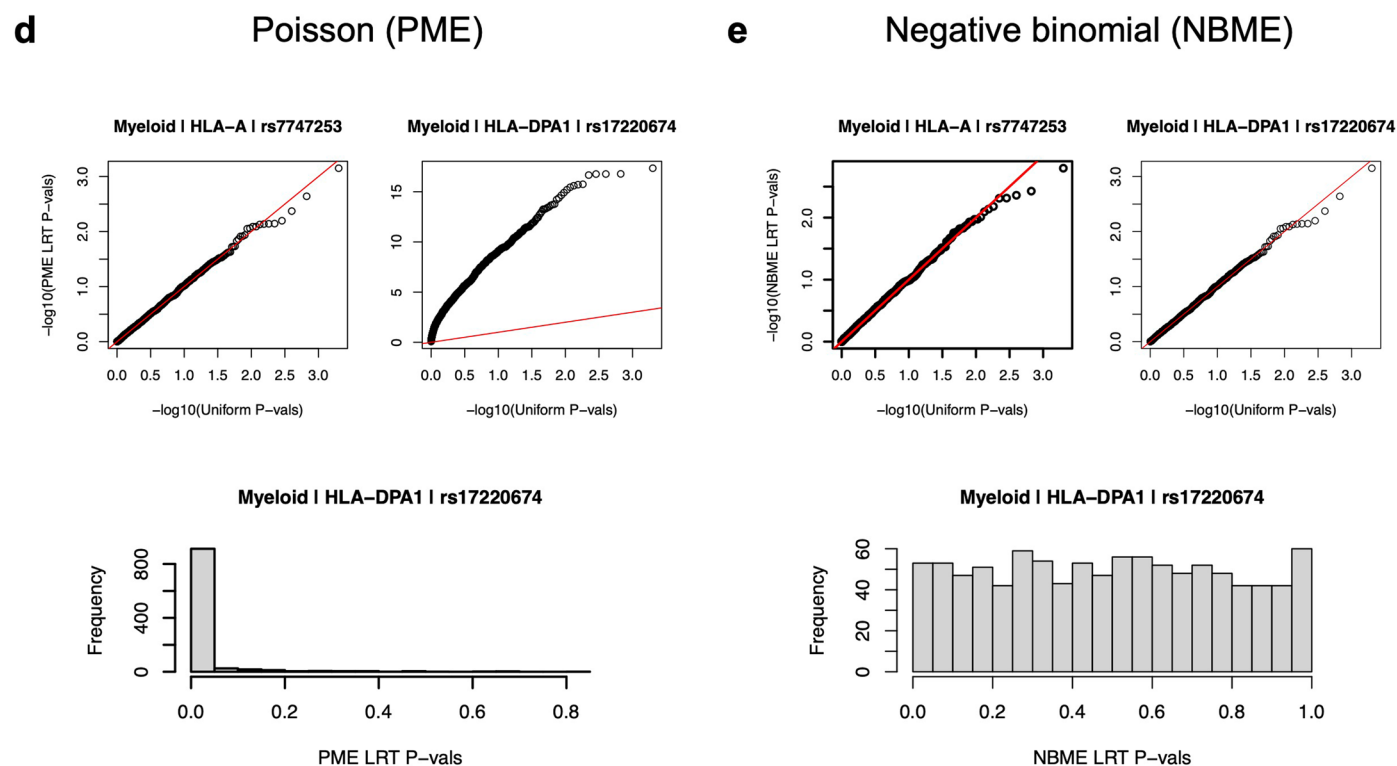 d
Poisson (PME)
e
Negative binomial (NBME)
Myeloid | HLA−A | rs7747253
Myeloid | HLA−DPA1 | rs17220674
Myeloid | HLA−A | rs7747253
Myeloid | HLA−DPA1 | rs17220674
−log10(PME LRT P−vals)
3.0
2.0
1.0
0.0
0.0 0.5 1.0 1.5 2.0 2.5 3.0
−log10(Uniform P−vals)
15
10
5
0
0.0 0.5 1.0 1.5 2.0 2.5 3.0
−log10(Uniform P−vals)
−log10(NBME LRT P−vals)
2.0
1.0
0.0
0.0 0.5 1.0 1.5 2.0 2.5 3.0
−log10(Uniform P−vals)
3.0
2.0
1.0
0.0
0.0 0.5 1.0 1.5 2.0 2.5 3.0
−log10(Uniform P−vals)
Myeloid | HLA−DPA1 | rs17220674
Frequency
800
400
0
0.0 0.2 0.4 0.6 0.8
PME LRT P−vals
Myeloid | HLA−DPA1 | rs17220674
Frequency
60
40
20
0
0.0 0.2 0.4 0.6 0.8 1.0
NBME LRT P−vals